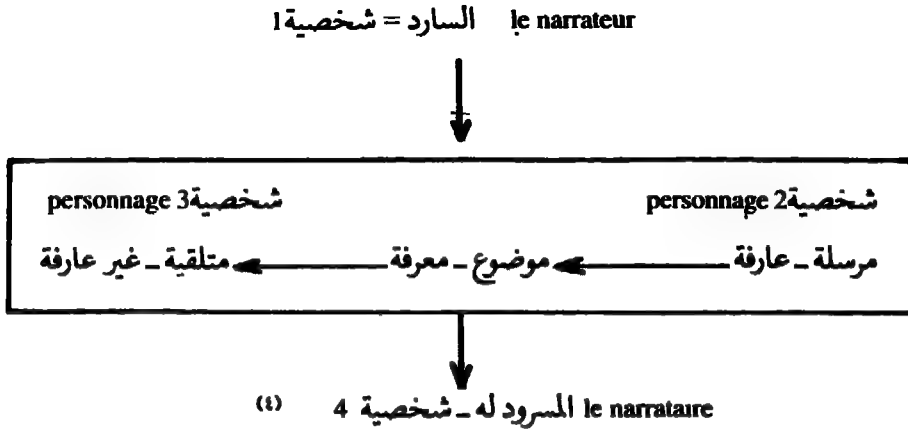 السارد = شخصية1 le narrateur
شخصية2 personnage شخصية3 personnage
مرسلة ـ عارفة موضوع ـ معرفة متلقية ـ غير عارفة
le narrataire المسرود له ـ شخصية 4 (٤)